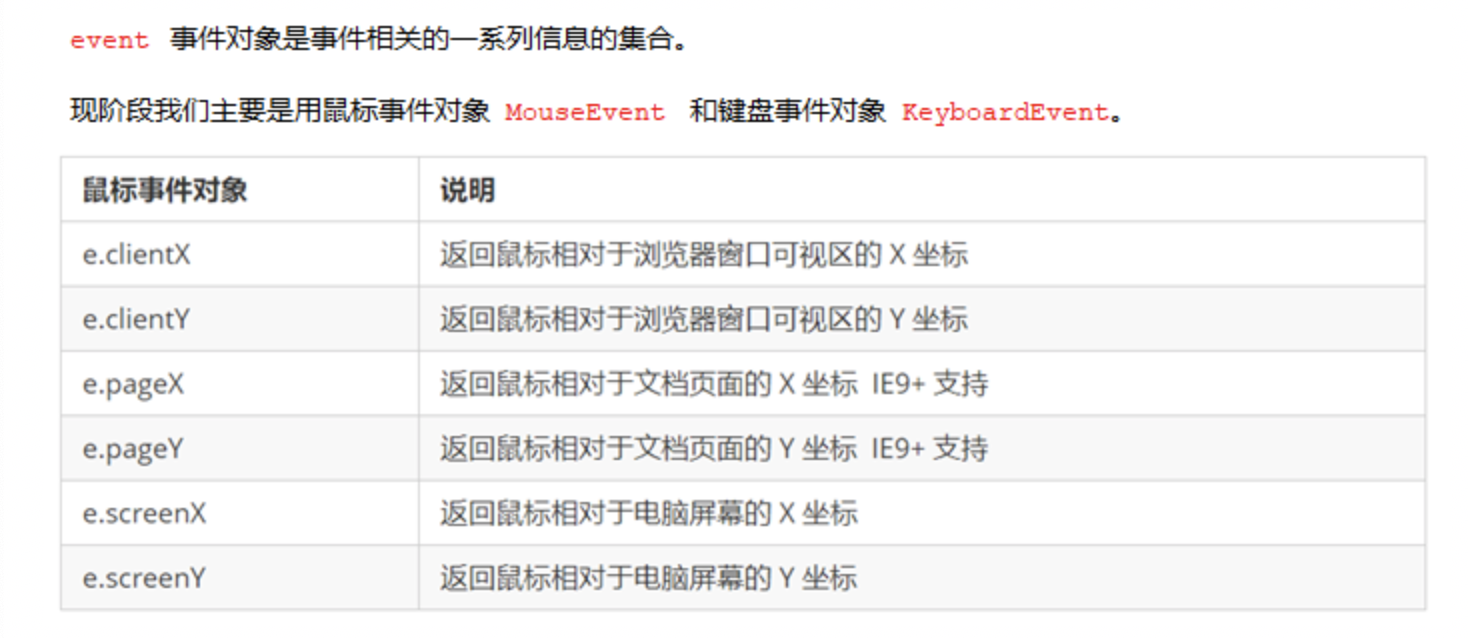 event 事件对象是事件相关的一系列信息的集合。
现阶段我们主要是用鼠标事件对象 MouseEvent 和键盘事件对象 KeyboardEvent。
鼠标事件对象 说明
e.clientX 返回鼠标相对于浏览器窗口可视区的 X 坐标
e.clientY 返回鼠标相对于浏览器窗口可视区的 Y 坐标
e.pageX 返回鼠标相对于文档页面的 X 坐标 IE9+ 支持
e.pageY 返回鼠标相对于文档页面的 Y 坐标 IE9+ 支持
e.screenX 返回鼠标相对于电脑屏幕的 X 坐标
e.screenY 返回鼠标相对于电脑屏幕的 Y 坐标